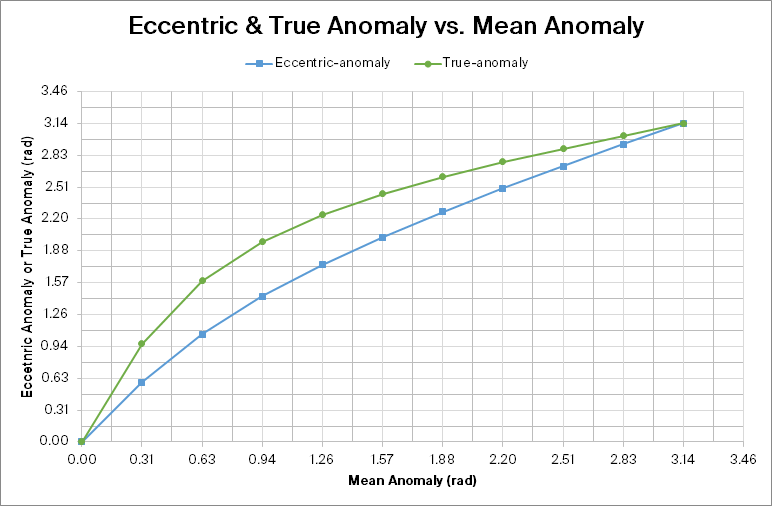 Eccentric & True Anomaly vs. Mean Anomaly
Eccentric-anomaly True-anomaly
3.46
3.14
2.83
2.51
2.20
1.88
1.57
1.26
0.94
0.63
0.31
0.00
Eccetnric Anomaly or True Anomaly (rad)
0.00 0.31 0.63 0.94 1.26 1.57 1.88 2.20 2.51 2.83 3.14 3.46
Mean Anomaly (rad)